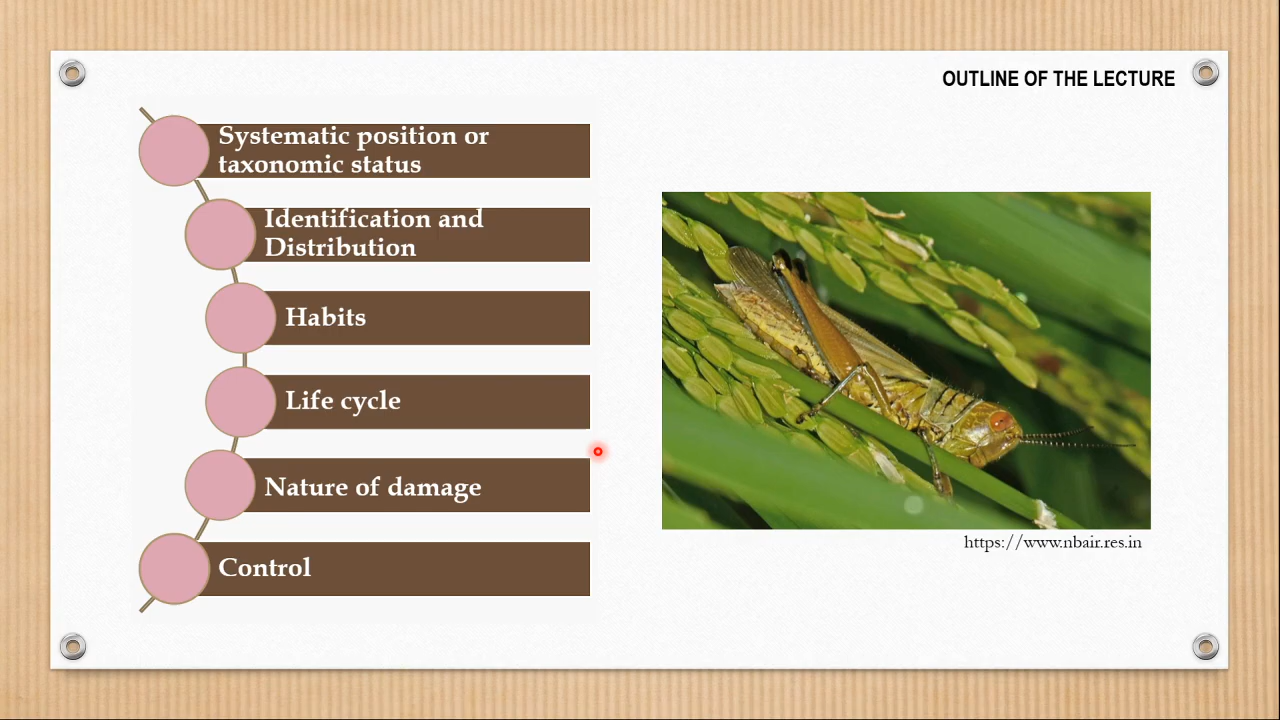 OUTLINE OF THE LECTURE
Systematic position or
taxonomic status
Identification and
Distribution
Habits
Life cycle
Nature of damage
Control
https://www.nbair.res.in